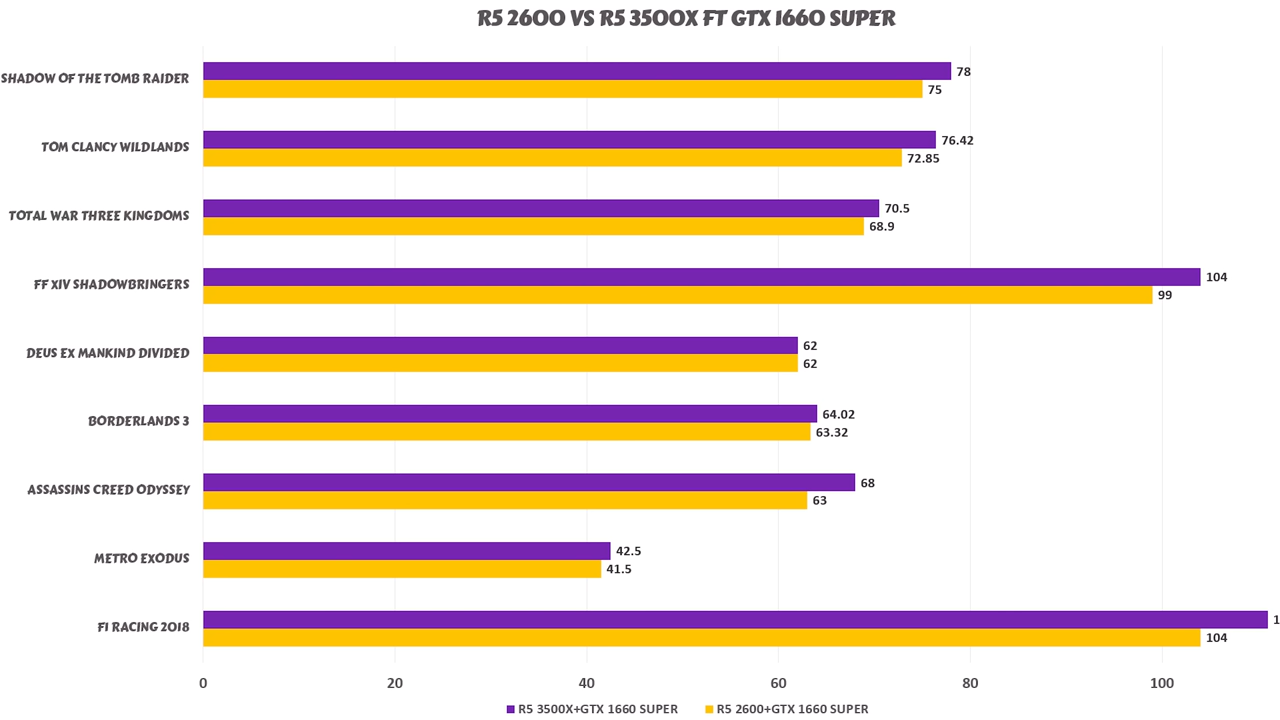 R5 2600 VS R5 3500X FT GTX 1660 SUPER
SHADOW OF THE TOMB RAIDER
78
75
TOM CLANCY WILDLANDS
76.42
72.85
TOTAL WAR THREE KINGDOMS
70.5
68.9
FF XIV SHADOWBRINGERS
104
99
DEUS EX MANKIND DIVIDED
62
62
BORDERLANDS 3
64.02
63.32
ASSASSINS CREED ODYSSEY
68
63
METRO EXODUS
42.5
41.5
F1 RACING 2018
104
0 20 40 60 80 100
R5 3500X+GTX 1660 SUPER R5 2600+GTX 1660 SUPER